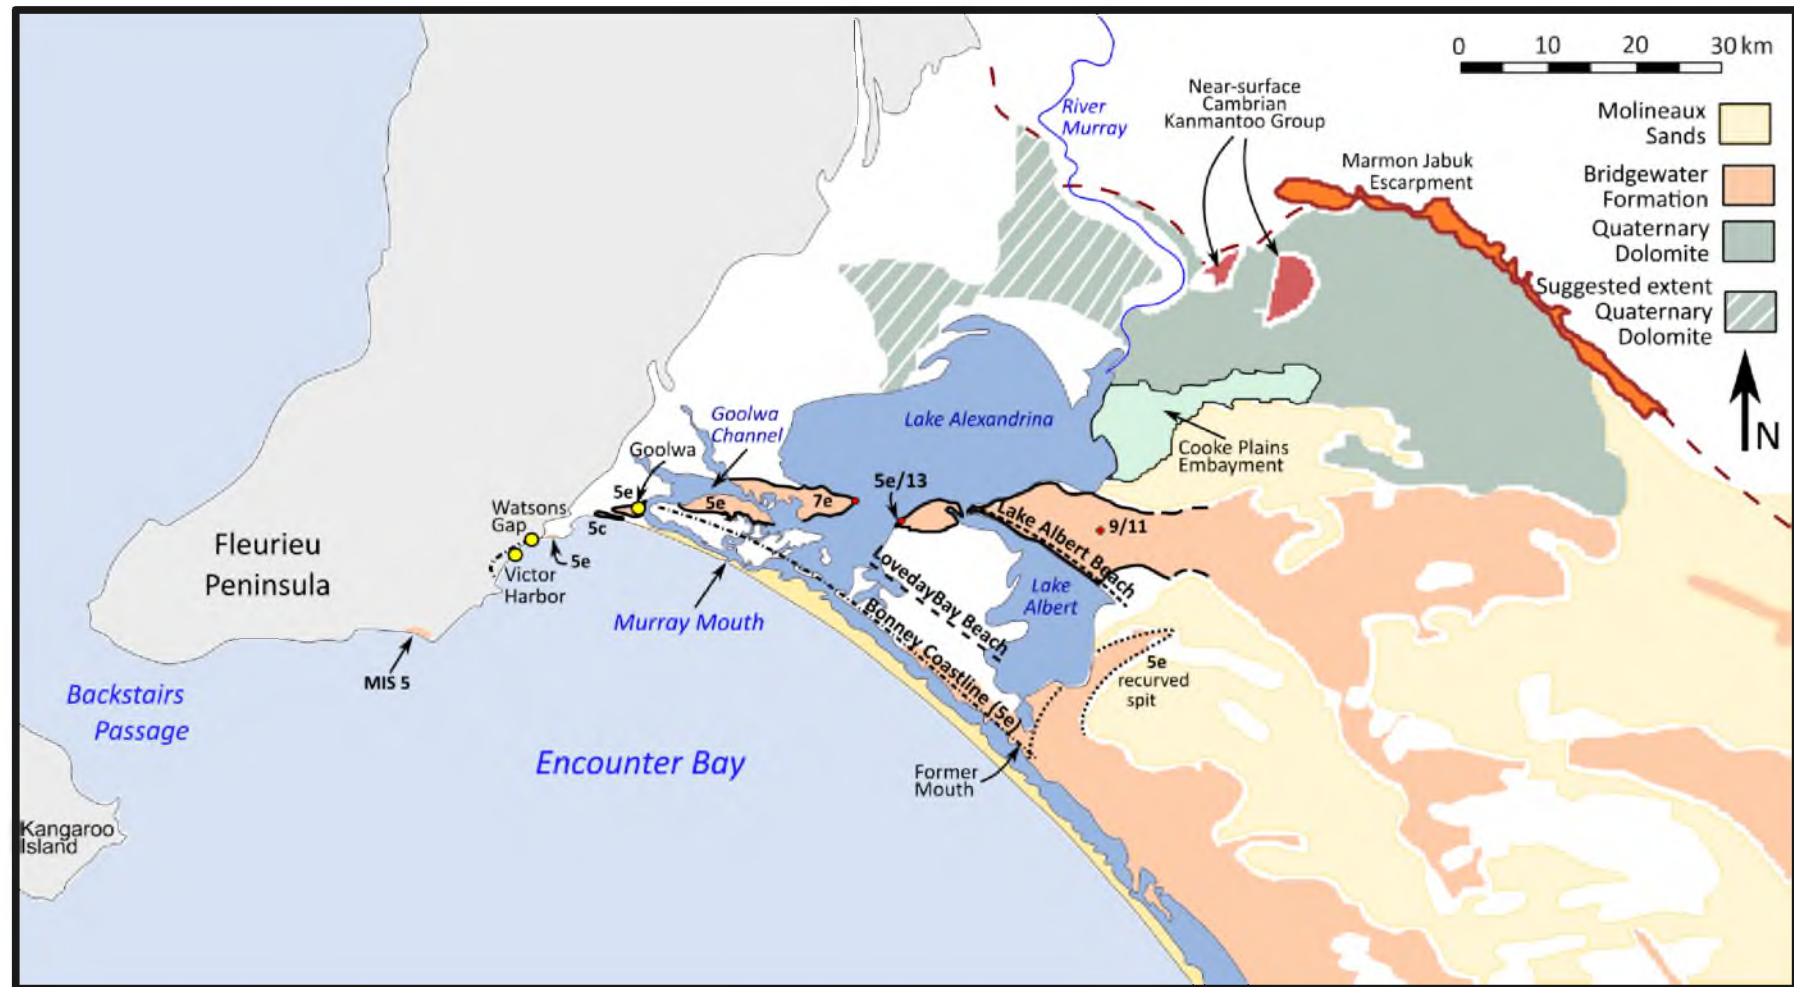 0 10 20 30 km
Near-surface
Cambrian
Kanmantoo Group
River
Murray
Molineaux
Sands
Marmon Jabuk
Escarpment
Bridgewater
Formation
Quaternary
Dolomite
Suggested extent
Quaternary
Dolomite
N
Goolwa
Channel
Lake Alexandrina
Goolwa
Cooke Plains
Embayment
5e
5e
7e
5e/13
Watsons
Gap
5c
5e
9/11
Lake Albert Beach
Fleurieu
Peninsula
Victor
Harbor
LovedayBay Beach
Lake
Albert
Murray Mouth
Bonney Coastline (5e)
5e
recurved
spit
MIS 5
Backstairs
Passage
Encounter Bay
Former
Mouth
Kangaroo
Island